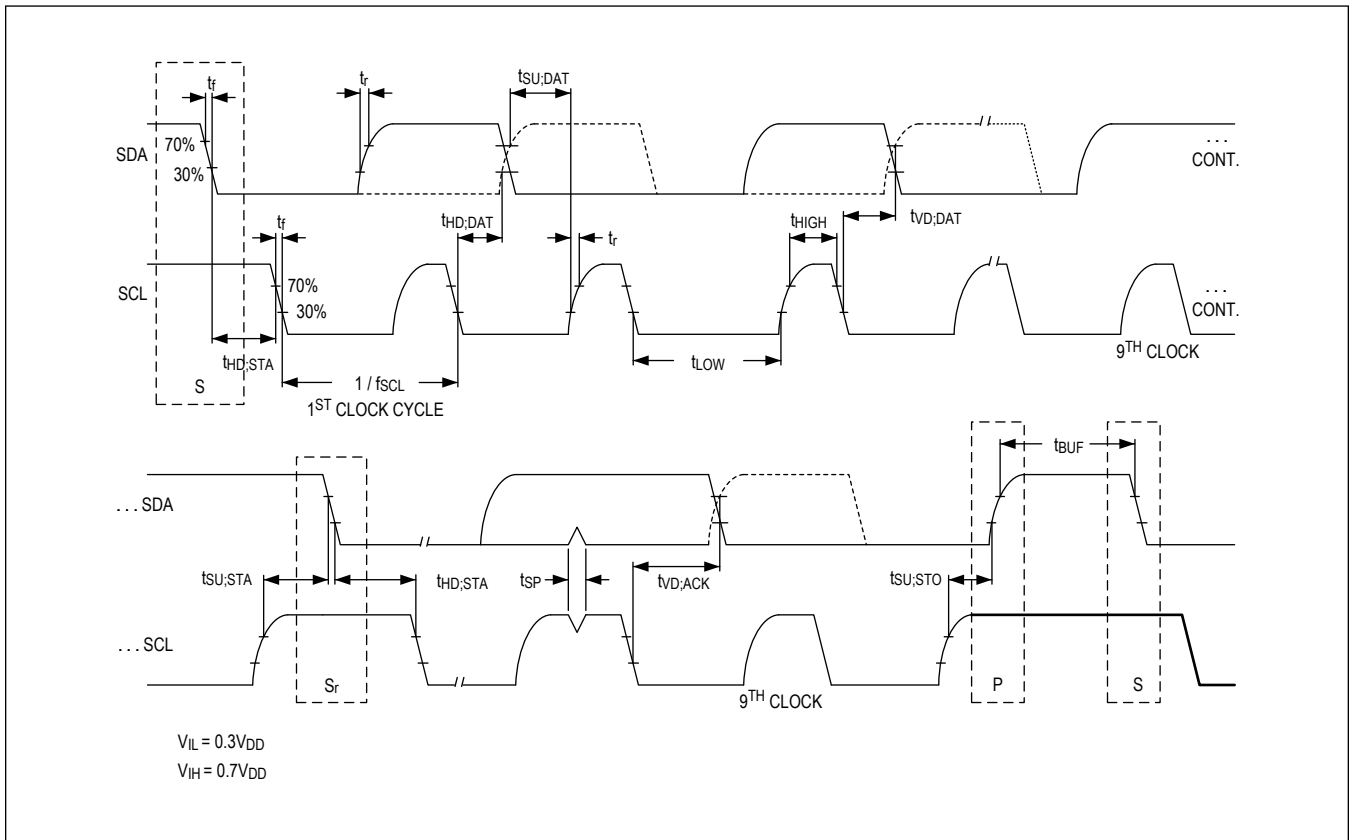 tf
tr
tSU;DAT
70%
SDA
30%
...
CONT.
tf
tHD;DAT
tr
tHIGH
tVD;DAT
70%
SCL
30%
...
CONT.
tHD;STA
tLOW
9TH CLOCK
S
1 / fSCL
1ST CLOCK CYCLE
tBUF
...SDA
tSU;STA
tHD;STA
tSP
tVD;ACK
tSU;STO
...SCL
Sr
9TH CLOCK
P
S
VIL = 0.3VDD
VIH = 0.7VDD